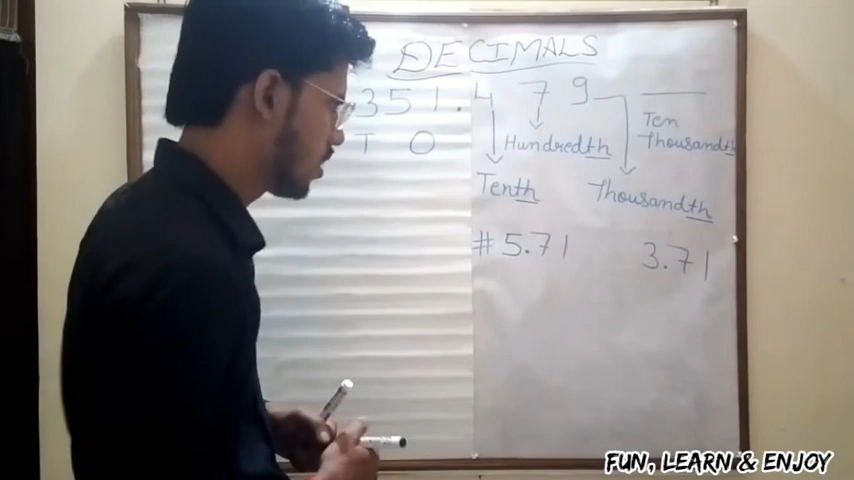 DECIMALS
351.479
T O
Hundredth
Ten
Thousandth
Tenth
Thousandth
#5.71 3.71
FUN, LEARN & ENJOY